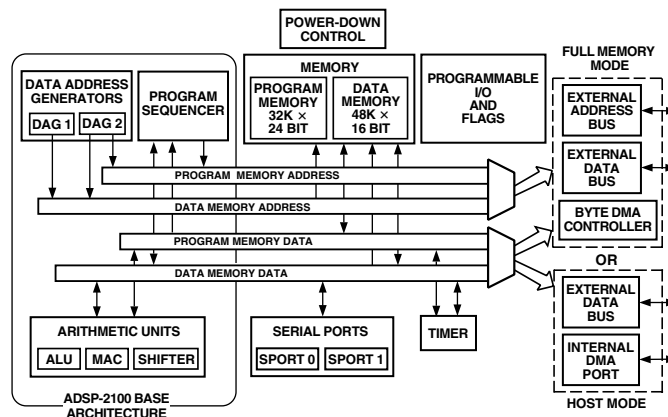 POWER-DOWN
CONTROL
FULL MEMORY
MODE
DATA ADDRESS
GENERATORS
DAG 1
DAG 2
PROGRAM
SEQUENCER
MEMORY
PROGRAM
MEMORY
32K ×
24 BIT
DATA
MEMORY
48K ×
16 BIT
PROGRAMMABLE
I/O
AND
FLAGS
EXTERNAL
ADDRESS
BUS
EXTERNAL
DATA
BUS
BYTE DMA
CONTROLLER
PROGRAM MEMORY ADDRESS
DATA MEMORY ADDRESS
PROGRAM MEMORY DATA
DATA MEMORY DATA
OR
EXTERNAL
DATA
BUS
INTERNAL
DMA
PORT
HOST MODE
ARITHMETIC UNITS
ALU
MAC
SHIFTER
SERIAL PORTS
SPORT 0
SPORT 1
TIMER
ADSP-2100 BASE
ARCHITECTURE